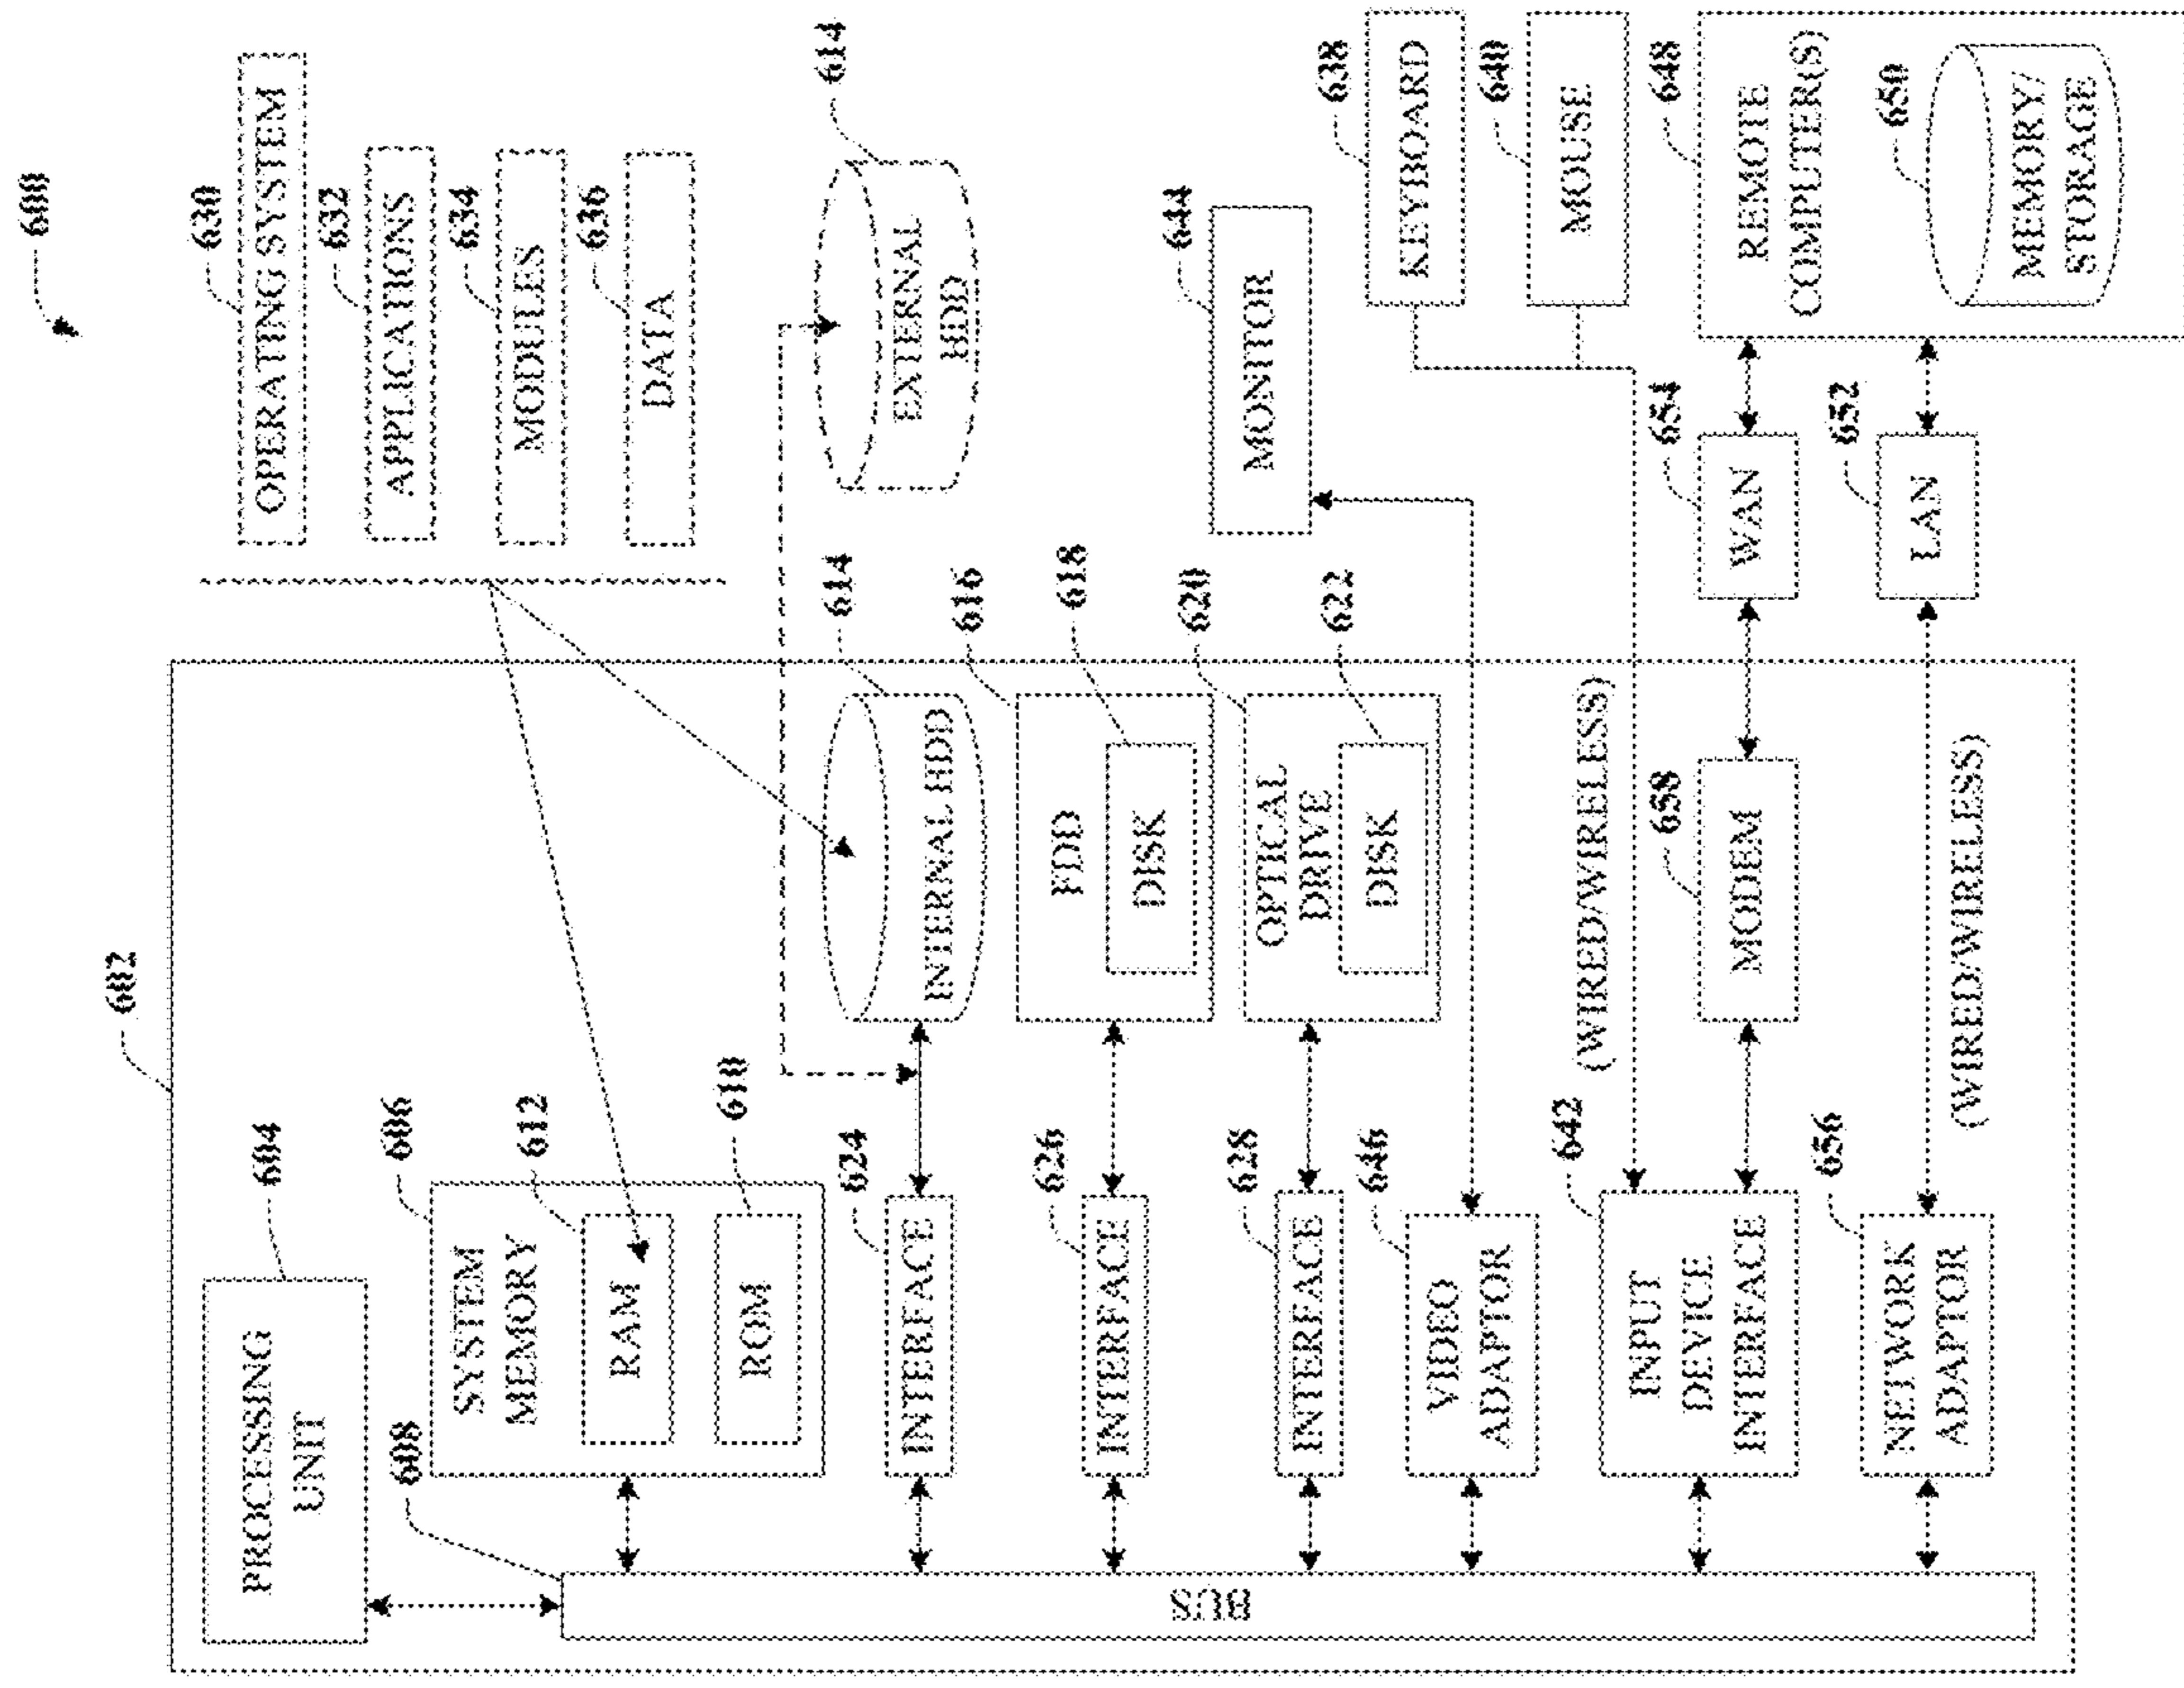 600
602
604
PROCESSING
UNIT
606
SYSTEM
MEMORY
612
RAM
610
ROM
608
BUS
630
OPERATING SYSTEM
632
APPLICATIONS
634
MODULES
636
DATA
624
INTERFACE
614
INTERNAL HDD
614
EXTERNAL
HDD
626
INTERFACE
616
FDD
618
DISK
628
INTERFACE
620
OPTICAL
DRIVE
622
DISK
646
VIDEO
ADAPTOR
644
MONITOR
638
KEYBOARD
640
MOUSE
(WIRED/WIRELESS)
642
INPUT
DEVICE
INTERFACE
658
MODEM
654
WAN
648
REMOTE
COMPUTER(S)
650
MEMORY/
STORAGE
656
NETWORK
ADAPTOR
652
LAN
(WIRED/WIRELESS)